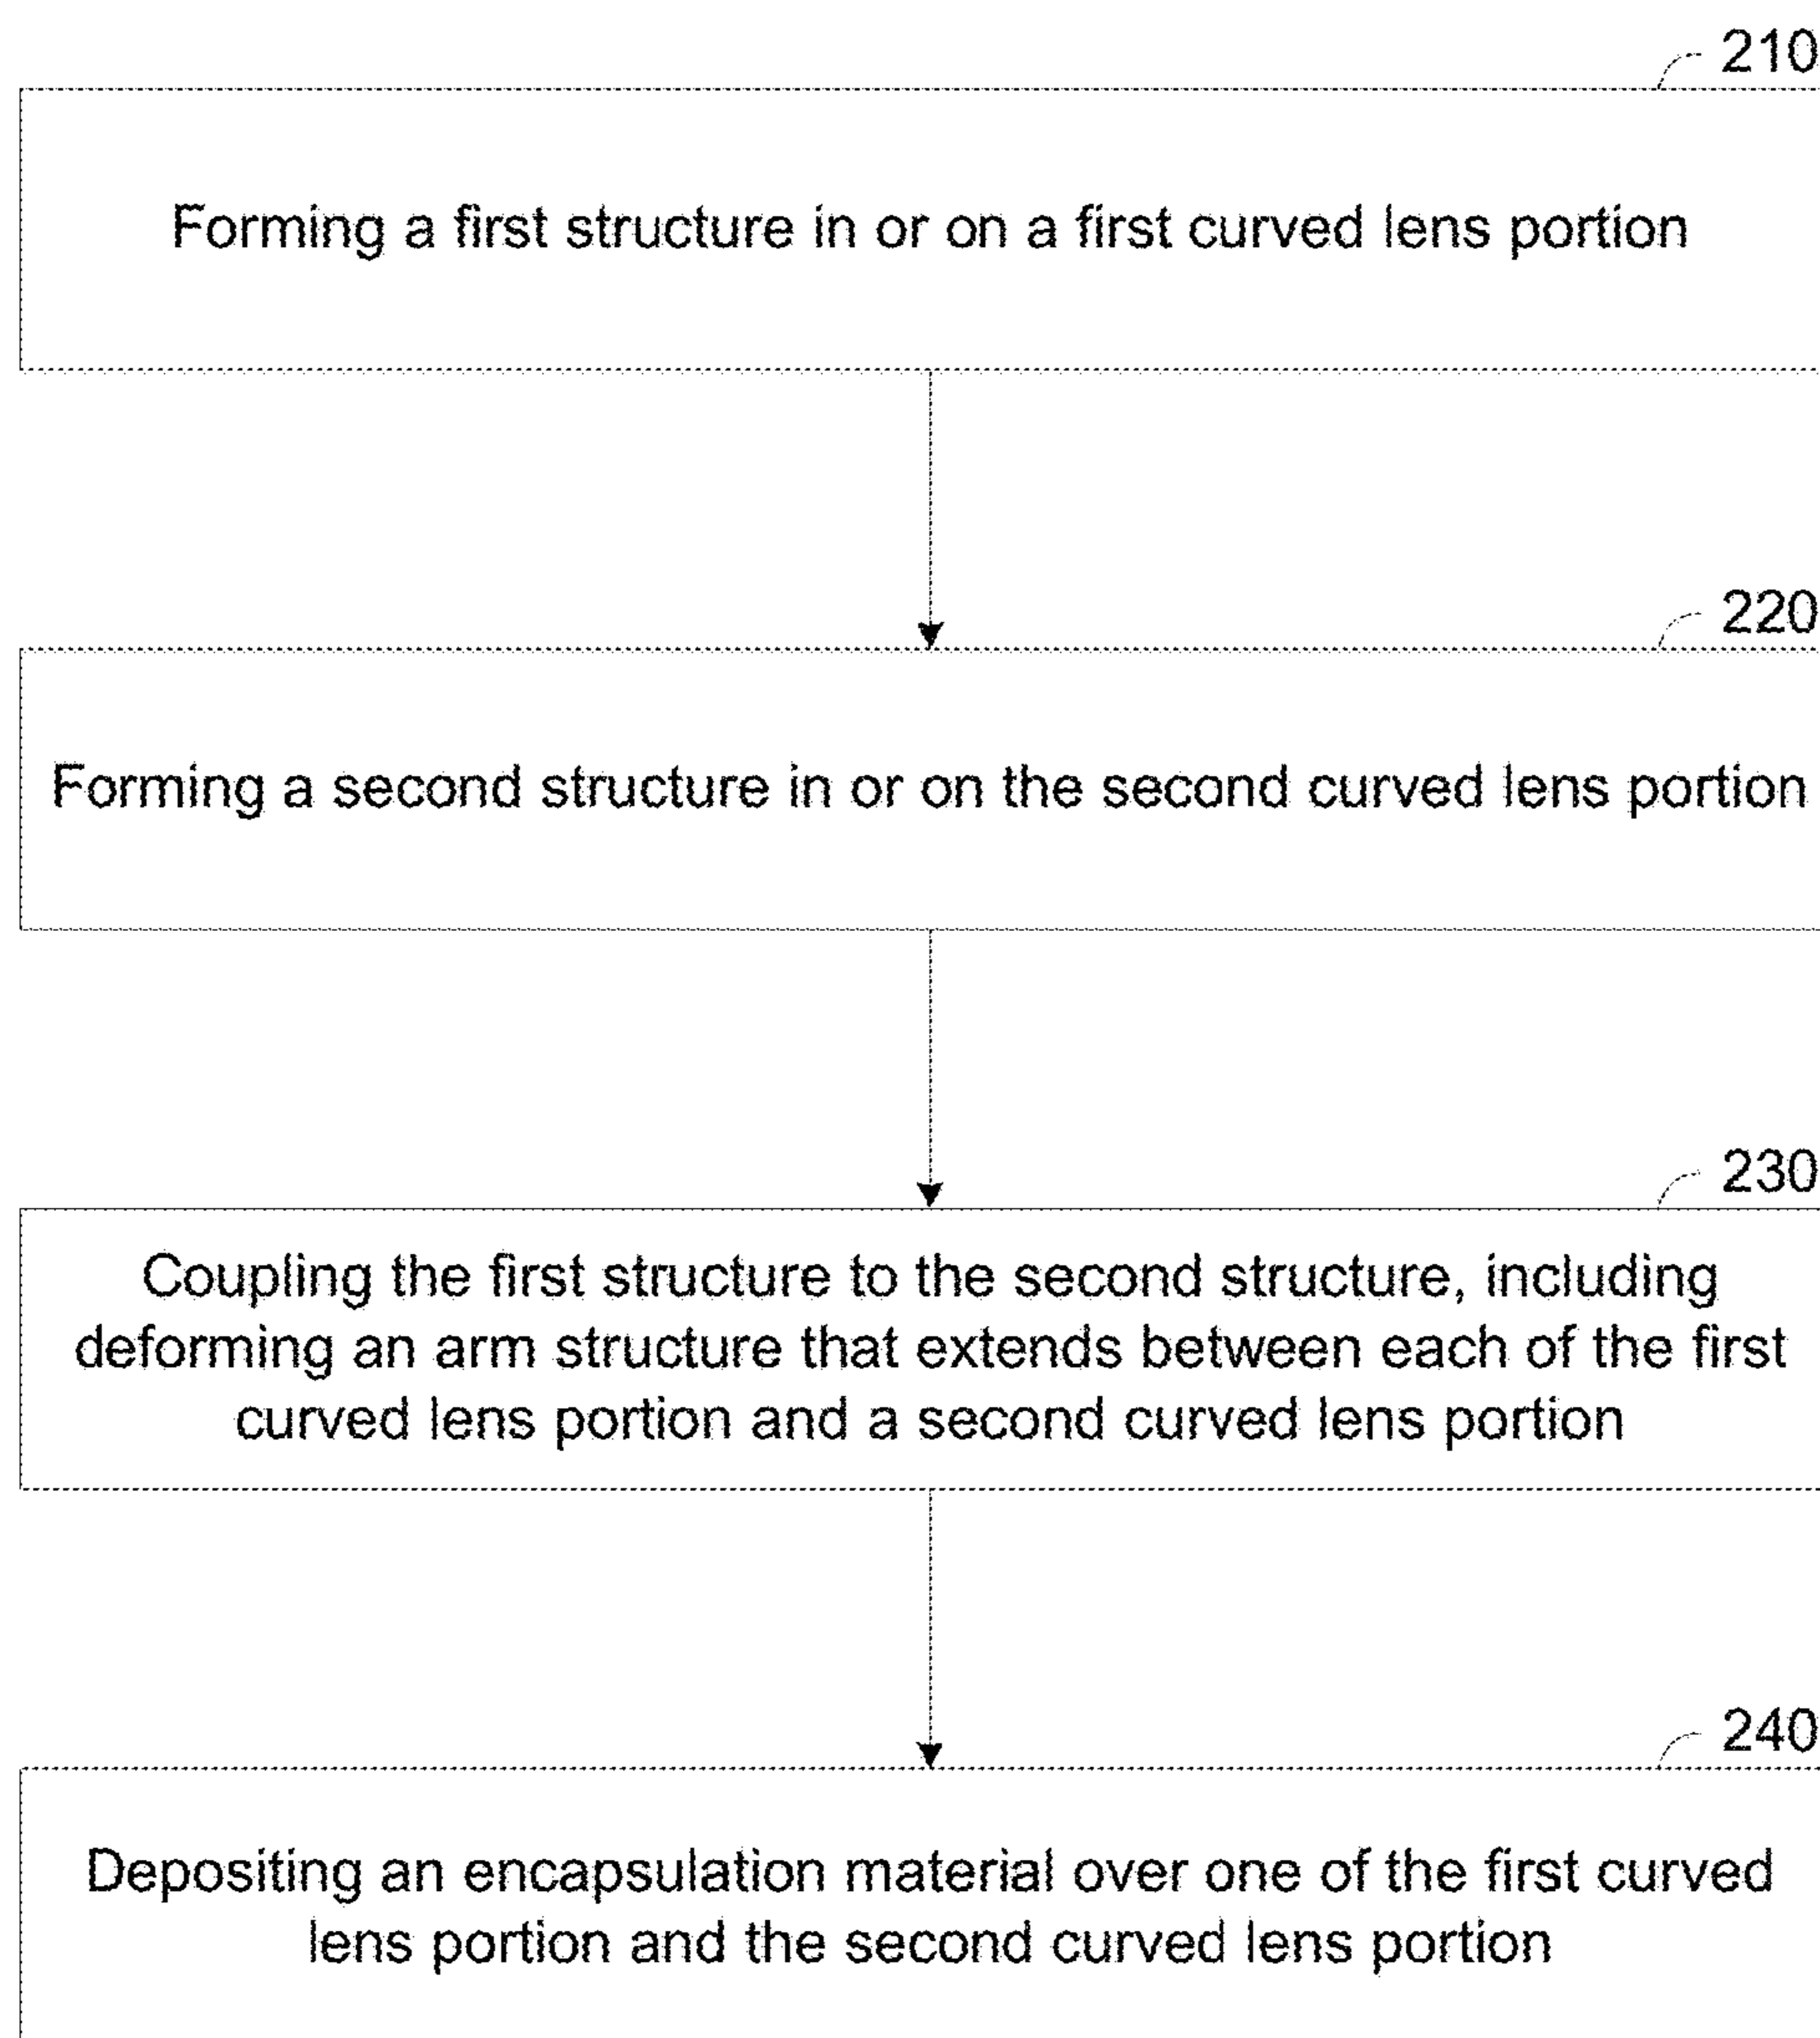 210
Forming a first structure in or on a first curved lens portion
220
Forming a second structure in or on the second curved lens portion
230
Coupling the first structure to the second structure, including
deforming an arm structure that extends between each of the first
curved lens portion and a second curved lens portion
240
Depositing an encapsulation material over one of the first curved
lens portion and the second curved lens portion